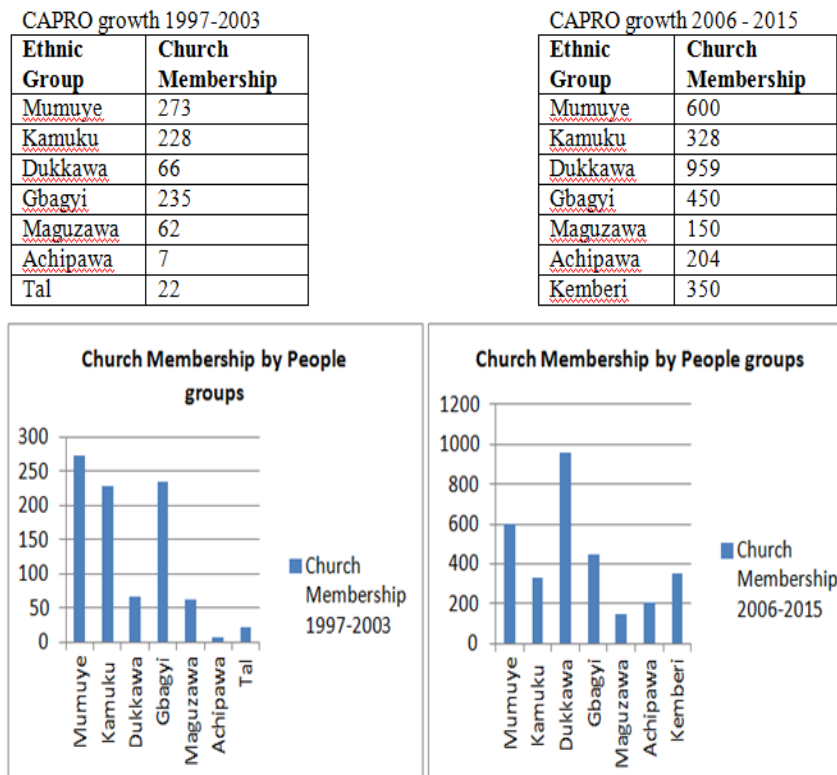 CAPRO growth 1997-2003
Ethnic Group Church Membership
Mumuye 273
Kamuku 228
Dukkawa 66
Gbagyi 235
Maguzawa 62
Achipawa 7
Tal 22
CAPRO growth 2006 - 2015
Ethnic Group Church Membership
Mumuye 600
Kamuku 328
Dukkawa 959
Gbagyi 450
Maguzawa 150
Achipawa 204
Kemberi 350
Church Membership by People
groups
300
250
200
150
100
50
0
Mumuye
Kamuku
Dukkawa
Gbagyi
Maguzawa
Achipawa
Tal
Church
Membership
1997-2003
Church Membership by People groups
1200
1000
800
600
400
200
0
Mumuye
Kamuku
Dukkawa
Gbagyi
Maguzawa
Achipawa
Kemberi
Church
Membership
2006-2015